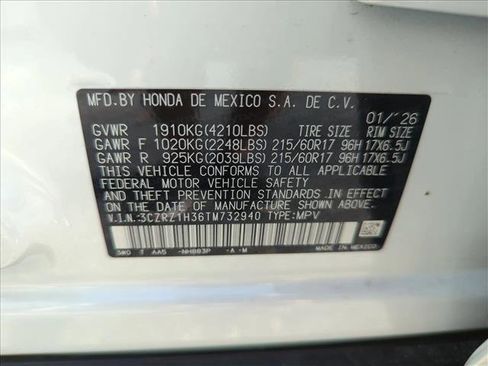 MFD.BY HONDA DE MEXICO S.A. DE C.V.
01/'26
GVWR 1910KG(4210LBS) TIRE SIZE RIM SIZE
GAWR F 1020KG(2248LBS) 215/60R17 96H 17X6.5J
GAWR R 925KG(2039LBS) 215/60R17 96H 17X6.5J
THIS VEHICLE CONFORMS TO ALL APPLICABLE
FEDERAL MOTOR VEHICLE SAFETY AND THEFT
PREVENTION STANDARDS IN EFFECT ON THE
DATE OF MANUFACTURE SHOWN ABOVE.
V.I.N:3CZRZ1H36TM732940 TYPE:MPV
3W0 T AA5 -NH883P -A -M
MADE IN MEXICO